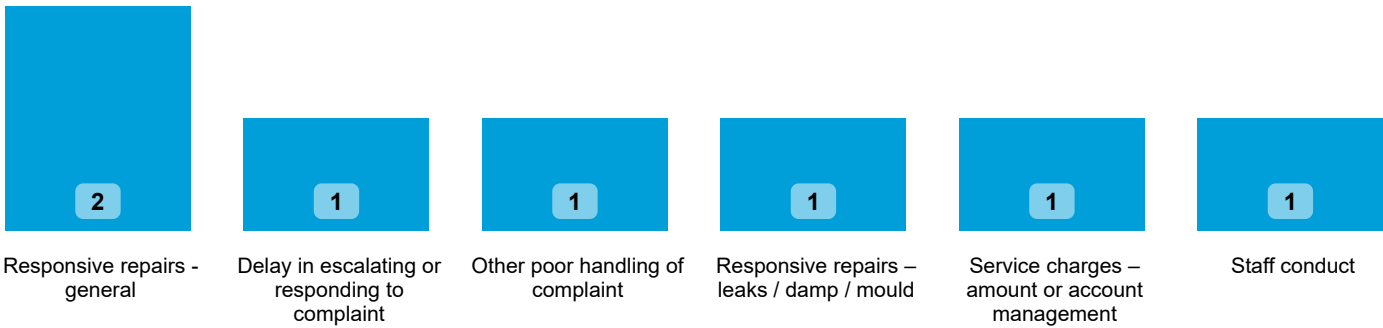 2
1
1
1
1
1
Responsive repairs -
general
Delay in escalating or
responding to
complaint
Other poor handling of
complaint
Responsive repairs –
leaks / damp / mould
Service charges –
amount or account
management
Staff conduct